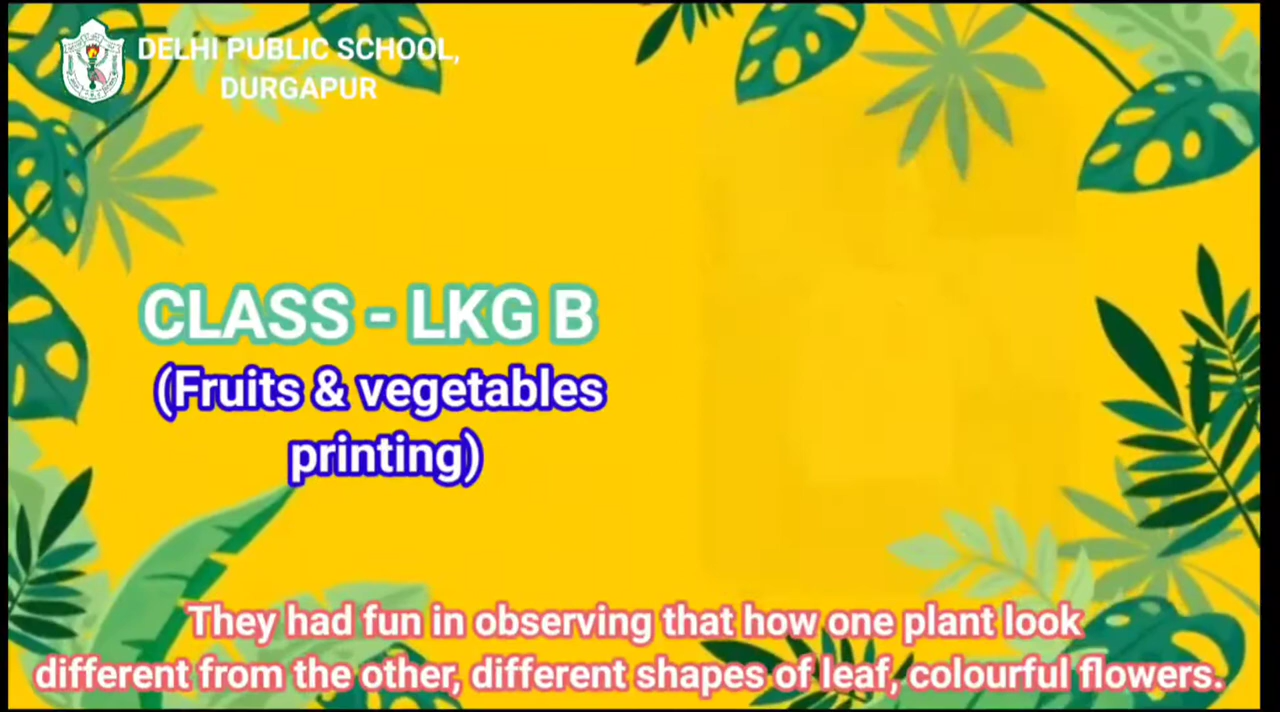 DELHI PUBLIC SCHOOL,
DURGAPUR
CLASS - LKG B
(Fruits & vegetables
printing)
They had fun in observing that how one plant look
different from the other, different shapes of leaf, colourful flowers.